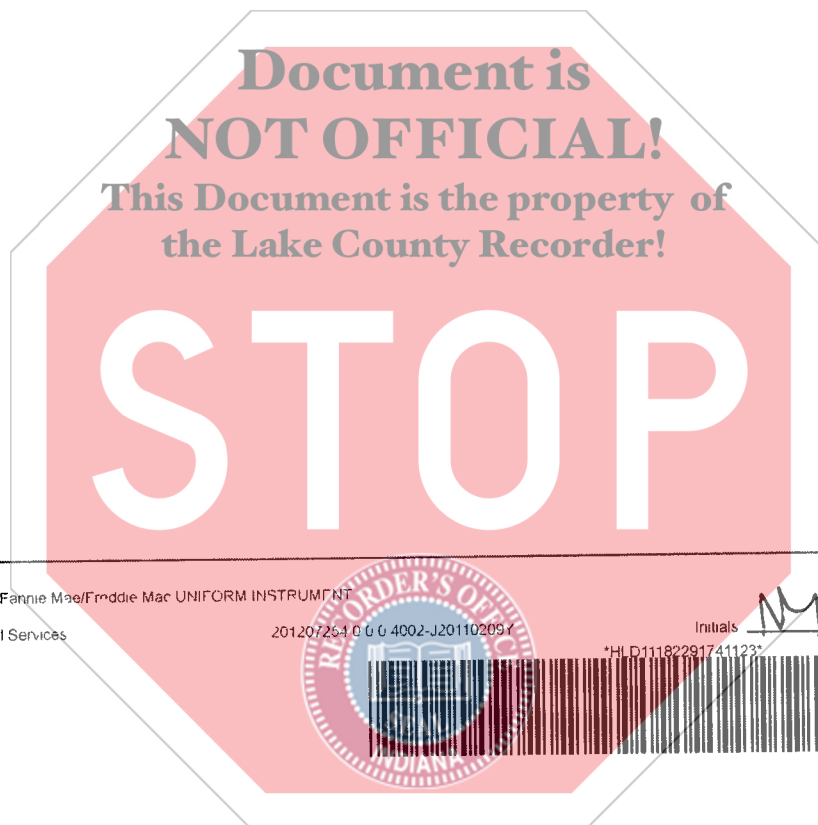 Document is
NOT OFFICIAL!
This Document is the property of
the Lake County Recorder!
STOP
Fannie Mae/Freddie Mac UNIFORM INSTRUMENT
l Services
201207254 0 0 0 4002-J20110209Y
Initials
*HLD11182291741123*
RECORDER'S OFFICE
SEAL
INDIANA